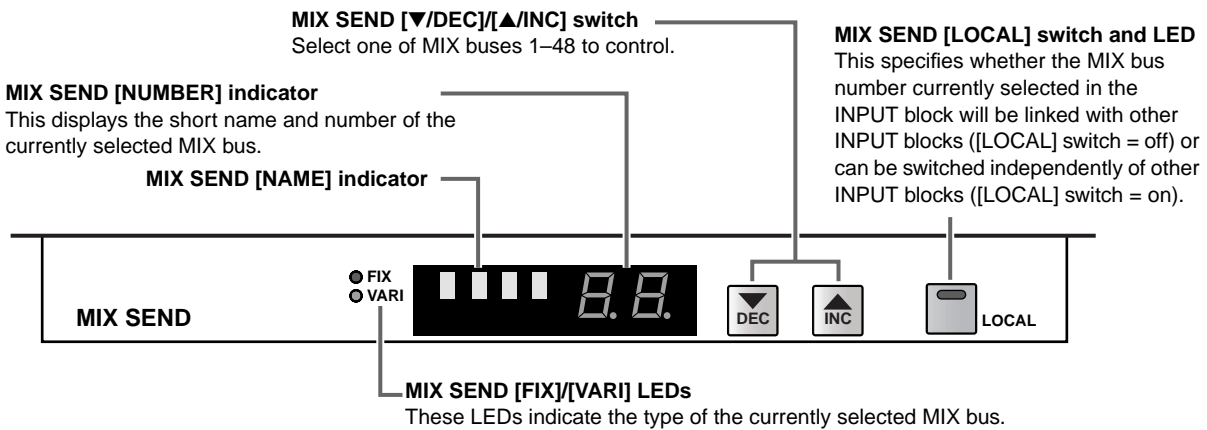 MIX SEND [▼/DEC]/[▲/INC] switch
Select one of MIX buses 1–48 to control.
MIX SEND [LOCAL] switch and LED
This specifies whether the MIX bus
number currently selected in the
INPUT block will be linked with other
INPUT blocks ([LOCAL] switch = off) or
can be switched independently of other
INPUT blocks ([LOCAL] switch = on).
MIX SEND [NUMBER] indicator
This displays the short name and number of the
currently selected MIX bus.
MIX SEND [NAME] indicator
FIX
VARI
8.8.
MIX SEND
DEC
INC
LOCAL
MIX SEND [FIX]/[VARI] LEDs
These LEDs indicate the type of the currently selected MIX bus.